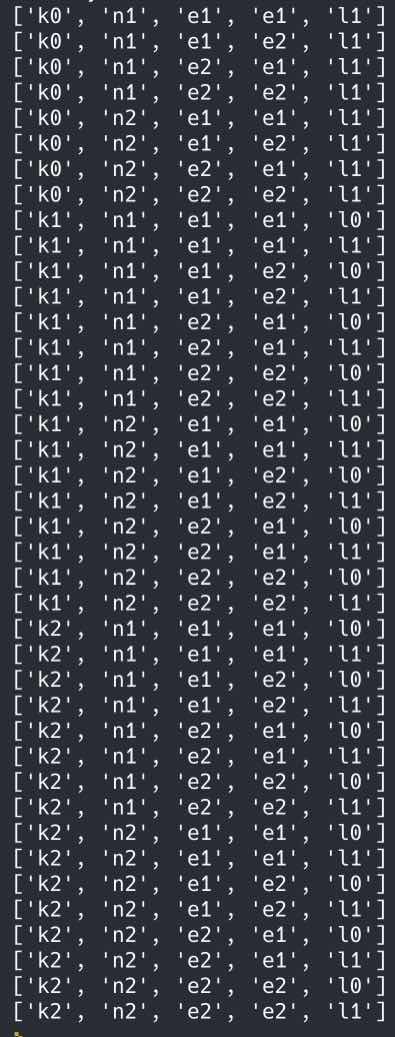 ['k0', 'n1', 'e1', 'e1', 'l1']
['k0', 'n1', 'e1', 'e2', 'l1']
['k0', 'n1', 'e2', 'e1', 'l1']
['k0', 'n1', 'e2', 'e2', 'l1']
['k0', 'n2', 'e1', 'e1', 'l1']
['k0', 'n2', 'e1', 'e2', 'l1']
['k0', 'n2', 'e2', 'e1', 'l1']
['k0', 'n2', 'e2', 'e2', 'l1']
['k1', 'n1', 'e1', 'e1', 'l0']
['k1', 'n1', 'e1', 'e1', 'l1']
['k1', 'n1', 'e1', 'e2', 'l0']
['k1', 'n1', 'e1', 'e2', 'l1']
['k1', 'n1', 'e2', 'e1', 'l0']
['k1', 'n1', 'e2', 'e1', 'l1']
['k1', 'n1', 'e2', 'e2', 'l0']
['k1', 'n1', 'e2', 'e2', 'l1']
['k1', 'n2', 'e1', 'e1', 'l0']
['k1', 'n2', 'e1', 'e1', 'l1']
['k1', 'n2', 'e1', 'e2', 'l0']
['k1', 'n2', 'e1', 'e2', 'l1']
['k1', 'n2', 'e2', 'e1', 'l0']
['k1', 'n2', 'e2', 'e1', 'l1']
['k1', 'n2', 'e2', 'e2', 'l0']
['k1', 'n2', 'e2', 'e2', 'l1']
['k2', 'n1', 'e1', 'e1', 'l0']
['k2', 'n1', 'e1', 'e1', 'l1']
['k2', 'n1', 'e1', 'e2', 'l0']
['k2', 'n1', 'e1', 'e2', 'l1']
['k2', 'n1', 'e2', 'e1', 'l0']
['k2', 'n1', 'e2', 'e1', 'l1']
['k2', 'n1', 'e2', 'e2', 'l0']
['k2', 'n1', 'e2', 'e2', 'l1']
['k2', 'n2', 'e1', 'e1', 'l0']
['k2', 'n2', 'e1', 'e1', 'l1']
['k2', 'n2', 'e1', 'e2', 'l0']
['k2', 'n2', 'e1', 'e2', 'l1']
['k2', 'n2', 'e2', 'e1', 'l0']
['k2', 'n2', 'e2', 'e1', 'l1']
['k2', 'n2', 'e2', 'e2', 'l0']
['k2', 'n2', 'e2', 'e2', 'l1']